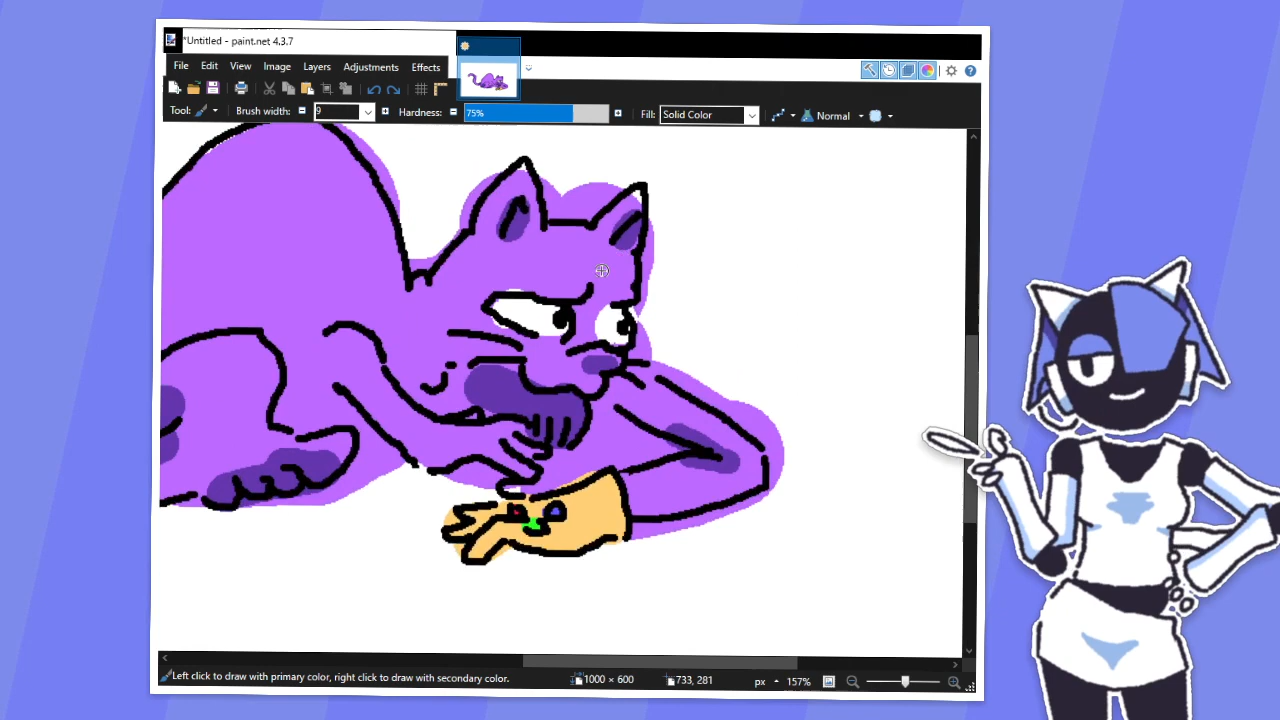 *Untitled - paint.net 4.3.7
File Edit View Image Layers Adjustments Effects
Tool: Brush width: 9 Hardness: 75% Fill: Solid Color Normal
Left click to draw with primary color, right click to draw with secondary color. 1000 × 600 733, 281 px 157%